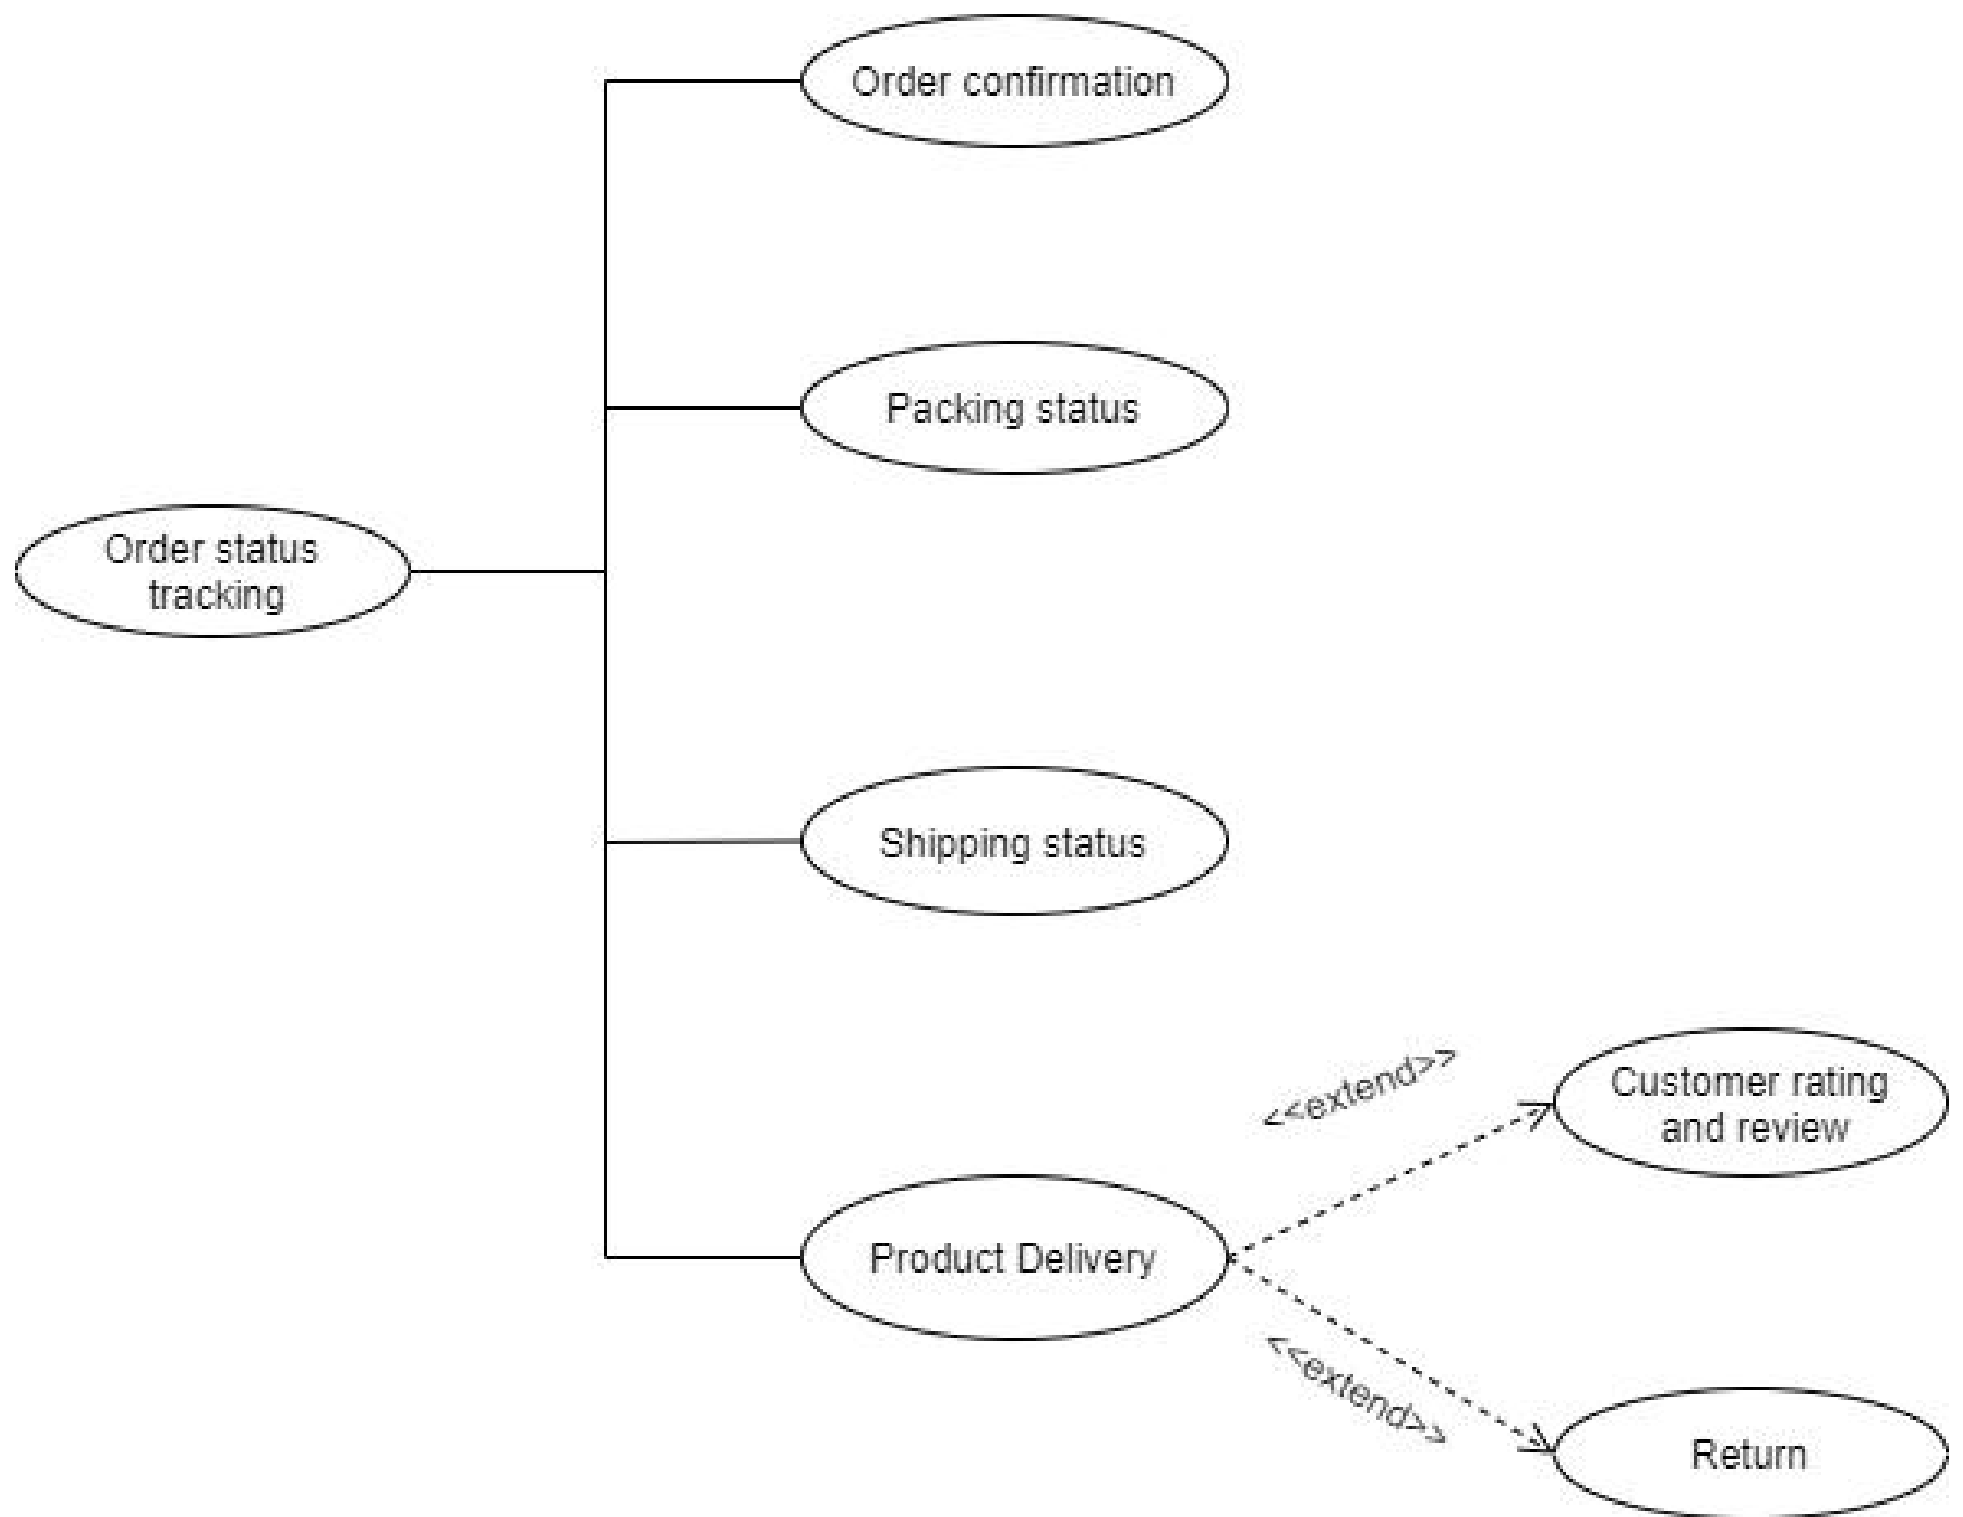 Order confirmation
Packing status
Order status
tracking
Shipping status
<<extend>>
Customer rating
and review
Product Delivery
<<extend>>
Return